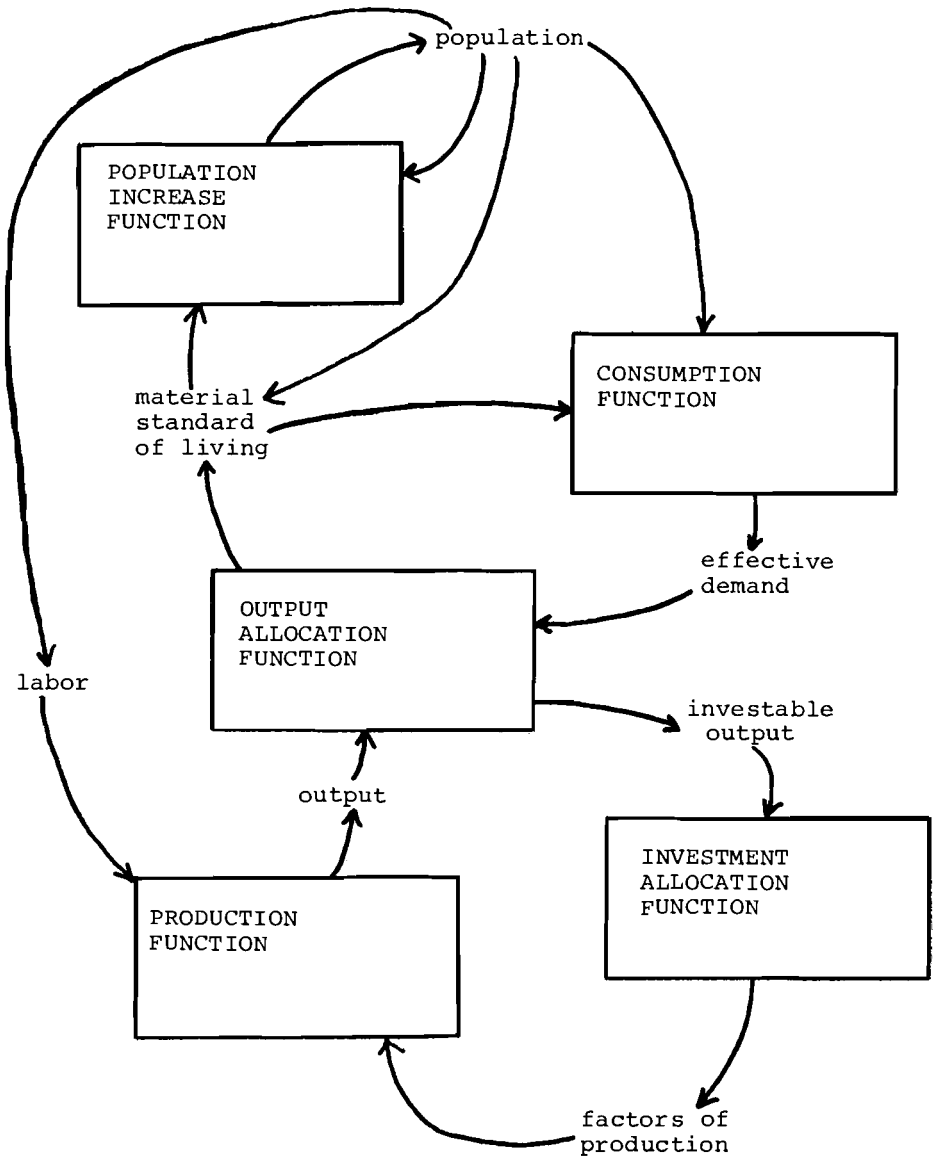 population
POPULATION
INCREASE
FUNCTION
CONSUMPTION
FUNCTION
material
standard
of living
effective
demand
OUTPUT
ALLOCATION
FUNCTION
labor
investable
output
output
INVESTMENT
ALLOCATION
FUNCTION
PRODUCTION
FUNCTION
factors of
production